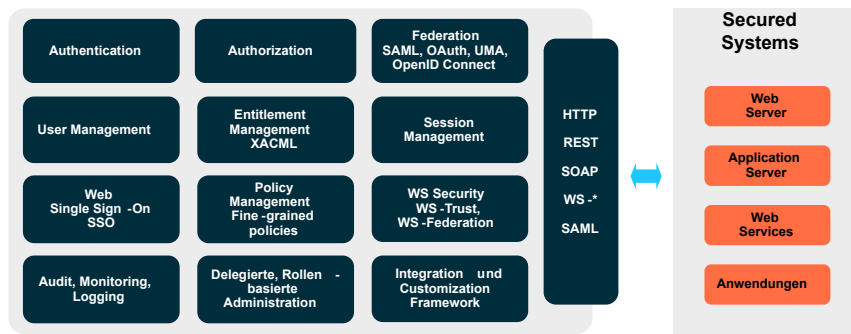 Authentication
Authorization
Federation
SAML, OAuth, UMA,
OpenID Connect
User Management
Entitlement
Management
XACML
Session
Management
Web
Single Sign -On
SSO
Policy
Management
Fine -grained
policies
WS Security
WS -Trust,
WS -Federation
Audit, Monitoring,
Logging
Delegierte, Rollen -
basierte
Administration
Integration und
Customization
Framework
HTTP
REST
SOAP
WS -*
SAML
Secured
Systems
Web
Server
Application
Server
Web
Services
Anwendungen